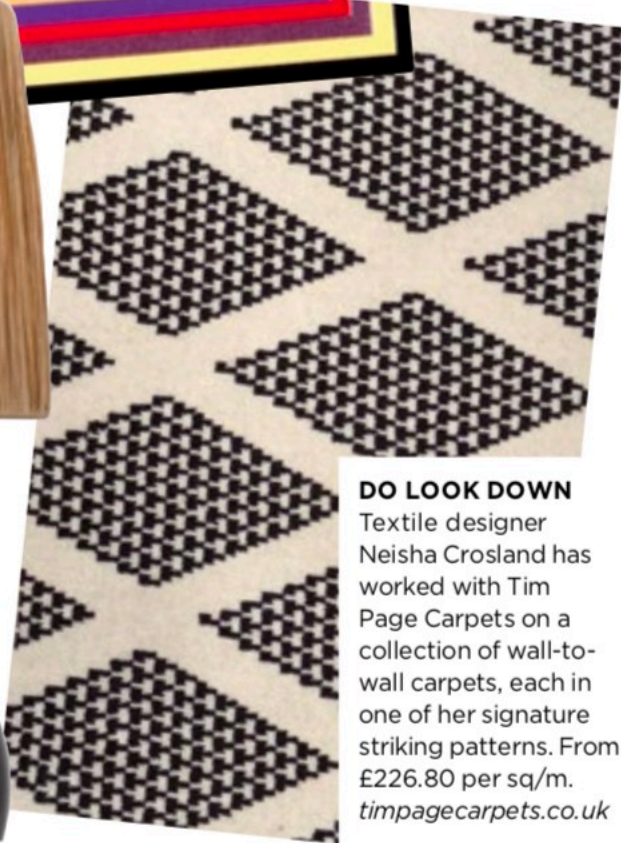 DO LOOK DOWN
Textile designer
Neisha Crosland has
worked with Tim
Page Carpets on a
collection of wall-to-
wall carpets, each in
one of her signature
striking patterns. From
£226.80 per sq/m.
timpagecarpets.co.uk